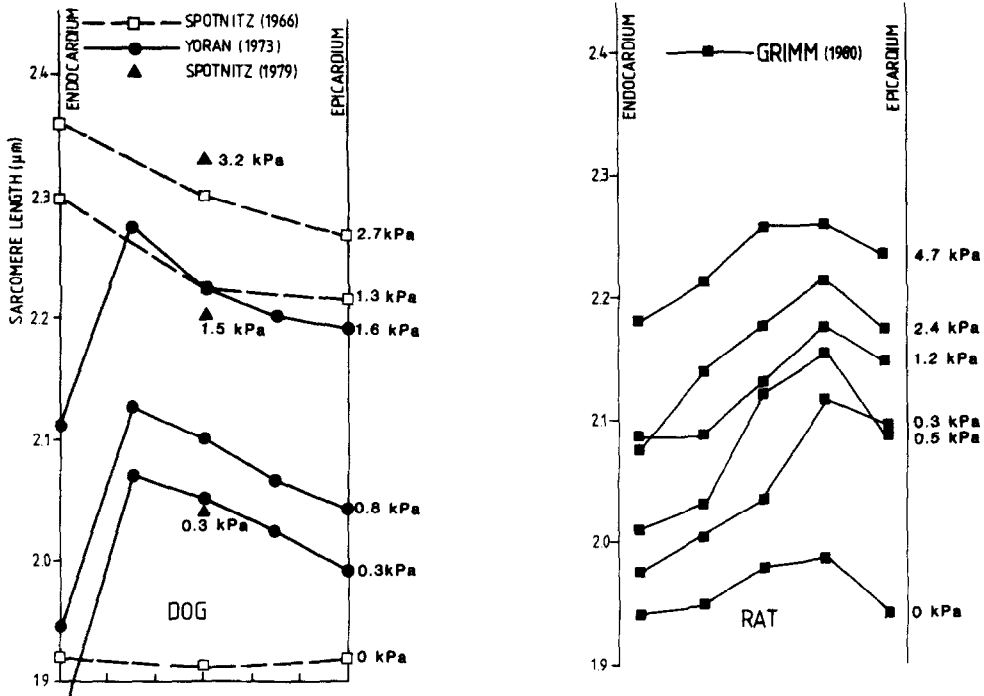 SPOTNITZ (1966)
YORAN (1973)
SPOTNITZ (1979)
ENDOCARDIUM
EPICARDIUM
SARCOMERE LENGTH (µm)
2.4
2.3
2.2
2.1
2.0
1.9
3.2 kPa
2.7kPa
1.3 kPa
1.5 kPa
1.6 kPa
0.8 kPa
0.3 kPa
0.3kPa
DOG
0 kPa
GRIMM (1980)
ENDOCARDIUM
EPICARDIUM
2.4
2.3
2.2
2.1
2.0
1.9
4.7 kPa
2.4 kPa
1.2 kPa
0.3 kPa
0.5 kPa
RAT
0 kPa